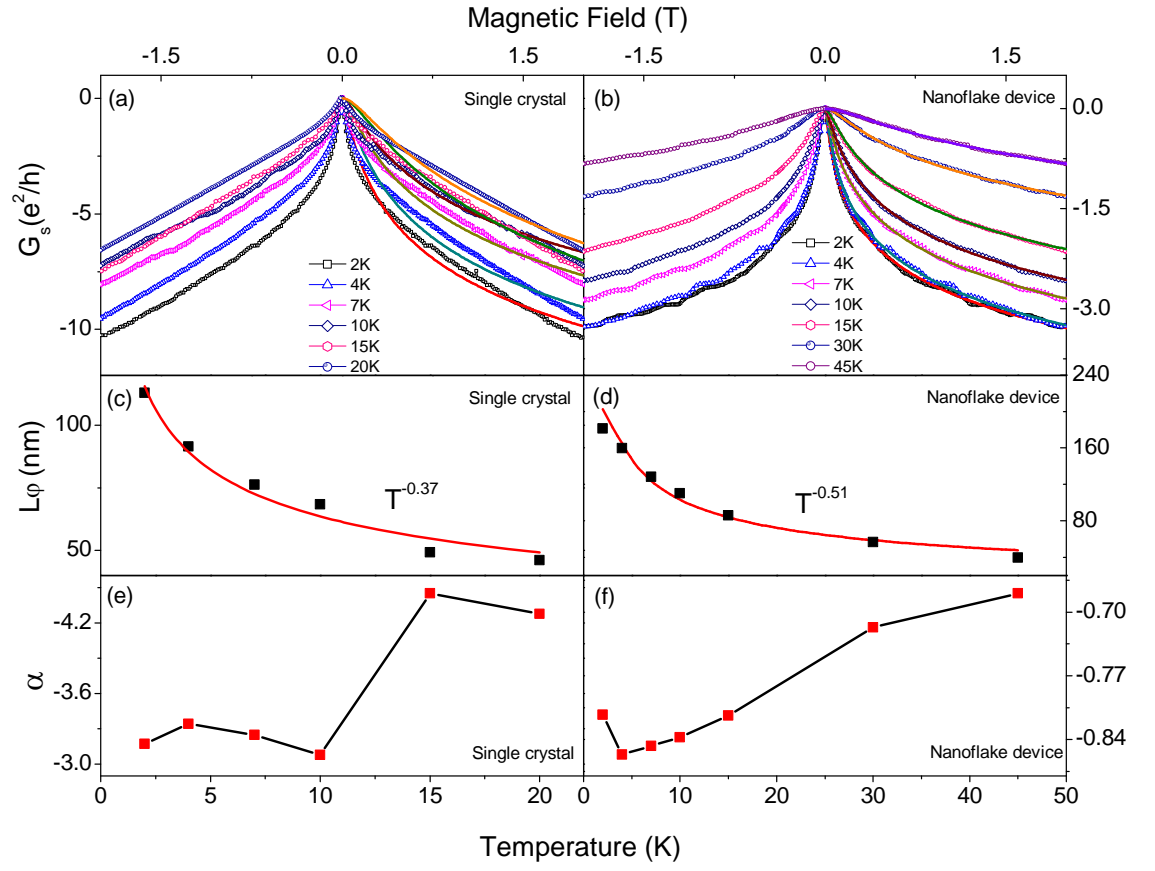 Magnetic Field (T)
-1.5 0.0 1.5 -1.5 0.0 1.5
(a) Single crystal
(b) Nanoflake device
G_s(e^2/h)
0
-5
-10
0.0
-1.5
-3.0
2K
4K
7K
10K
15K
20K
2K
4K
7K
10K
15K
30K
45K
(c) Single crystal
(d) Nanoflake device
Lφ (nm)
100
50
T^-0.37
240
160
80
T^-0.51
(e)
Single crystal
(f)
Nanoflake device
α
-4.2
-3.6
-3.0
-0.70
-0.77
-0.84
0 5 10 15 20 0 10 20 30 40 50
Temperature (K)